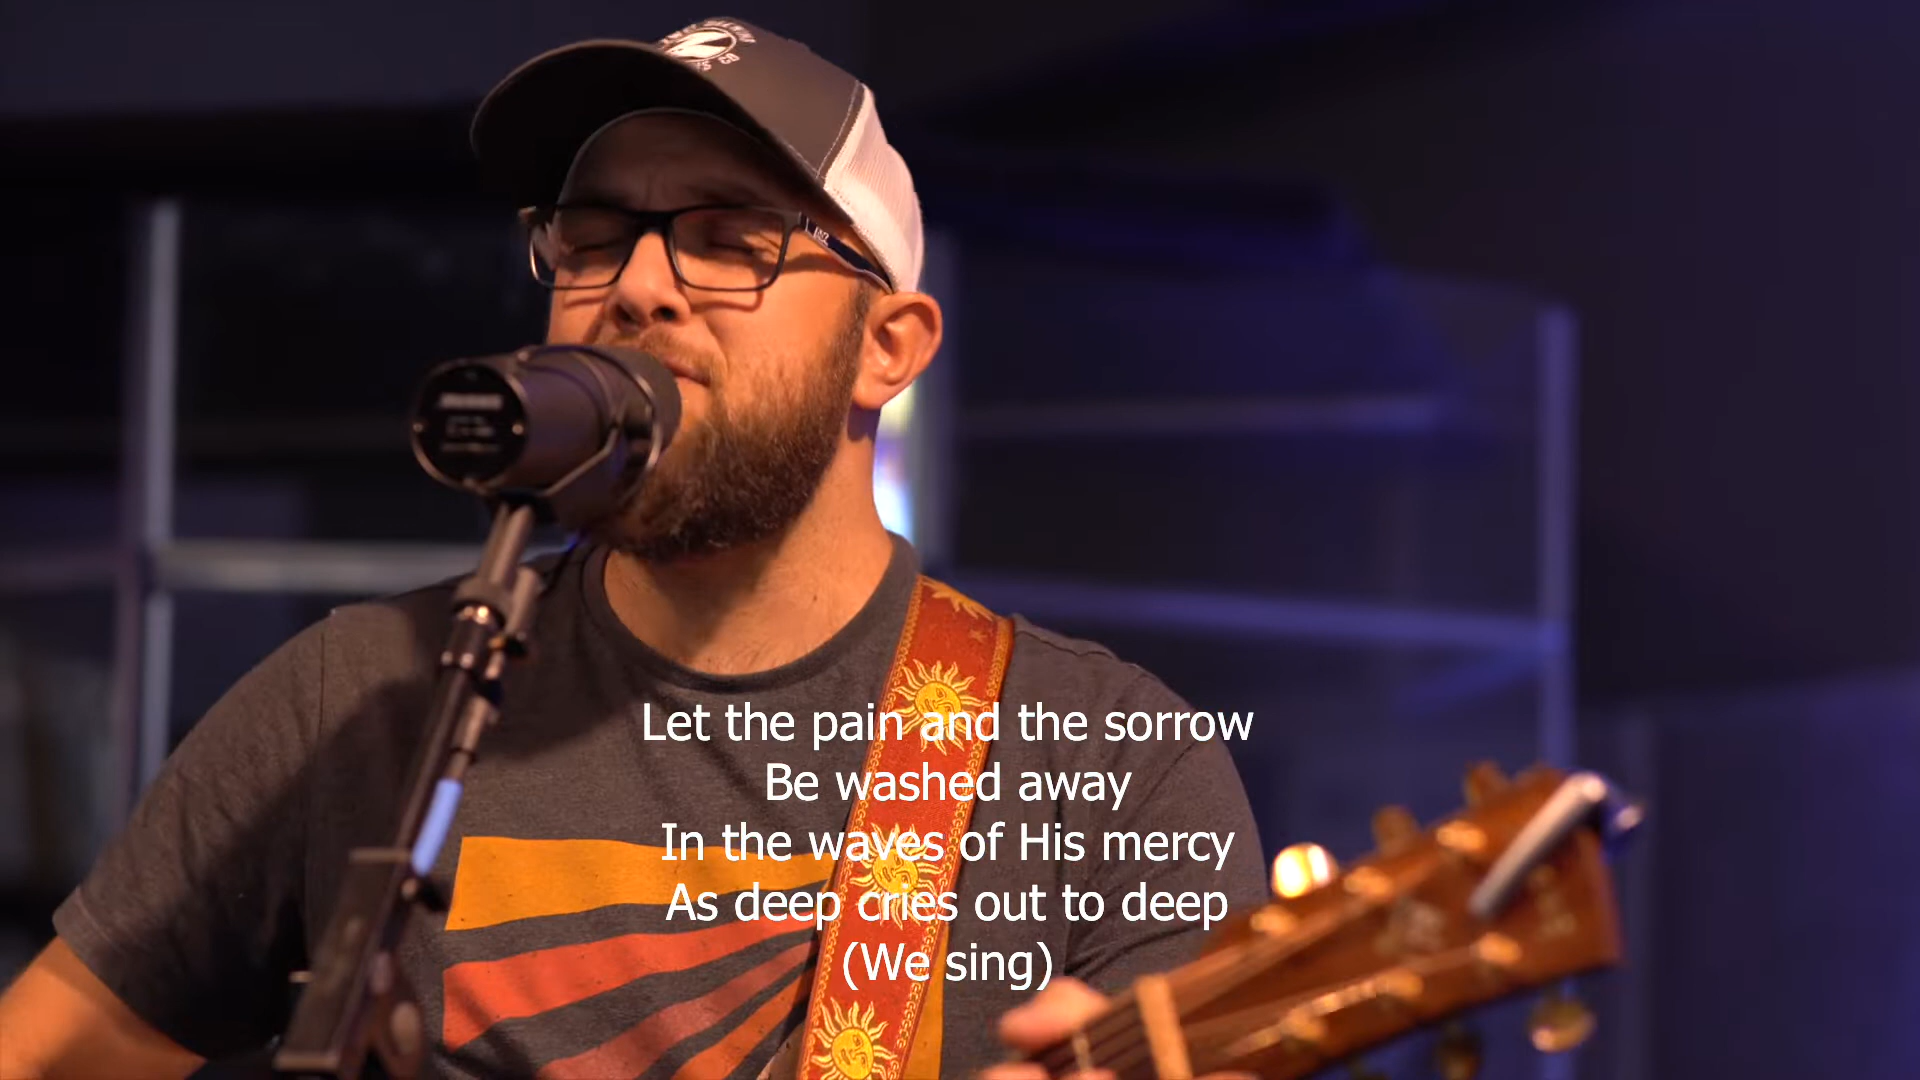 Let the pain and the sorrow
Be washed away
In the waves of His mercy
As deep cries out to deep
(We sing)